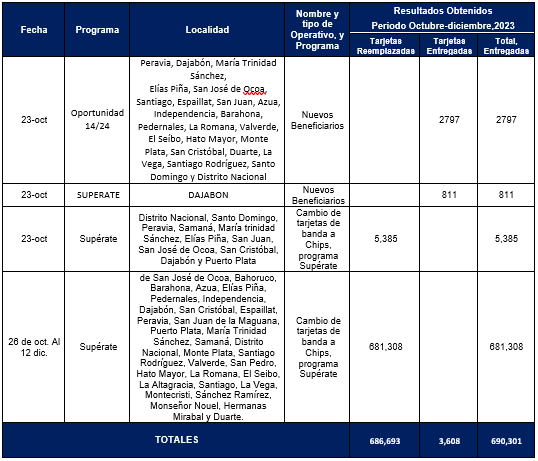 Fecha
Programa
Localidad
Nombre y
tipo de
Operativo, y
Programa
Resultados Obtenidos
Periodo Octubre-diciembre,2023
Tarjetas
Reemplazadas
Tarjetas
Entregadas
Total,
Entregadas
23-oct
Oportunidad
14/24
Peravia, Dajabón, María Trinidad
Sánchez,
Elías Piña, San José de Ocoa,
Santiago, Espaillat, San Juan, Azua,
Independencia, Barahona,
Pedernales, La Romana, Valverde,
El Seíbo, Hato Mayor, Monte
Plata, San Cristóbal, Duarte, La
Vega, Santiago Rodríguez, Santo
Domingo y Distrito Nacional
Nuevos
Beneficiarios
2797
2797
23-oct
SUPERATE
DAJABON
Nuevos
Beneficiarios
811
811
23-oct
Supérate
Distrito Nacional, Santo Domingo,
Peravia, Samaná, María trinidad
Sánchez, Elías Piña, San Juan,
San José de Ocoa, San Cristóbal,
Dajabón y Puerto Plata
Cambio de
tarjetas de
banda a
Chips,
programa
Supérate
5,385
5,385
26 de oct. Al
12 dic.
Supérate
de San José de Ocoa, Bahoruco,
Barahona, Azua, Elías Piña,
Pedernales, Independencia,
Dajabón, San Cristóbal, Espaillat,
Peravia, San Juan de la Maguana,
Puerto Plata, María Trinidad
Sánchez, Samaná, Distrito
Nacional, Monte Plata, Santiago
Rodríguez, Valverde, San Pedro,
Hato Mayor, La Romana, El Seibo,
La Altagracia, Santiago, La Vega,
Montecristi, Sánchez Ramírez,
Monseñor Nouel, Hermanas
Mirabal y Duarte.
Cambio de
tarjetas de
banda a
Chips,
programa
Supérate
681,308
681,308
TOTALES
686,693
3,608
690,301